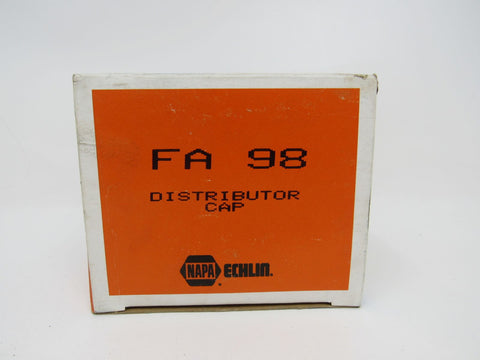 FA 98
DISTRIBUTOR
CAP
NAPA ECHLIN®